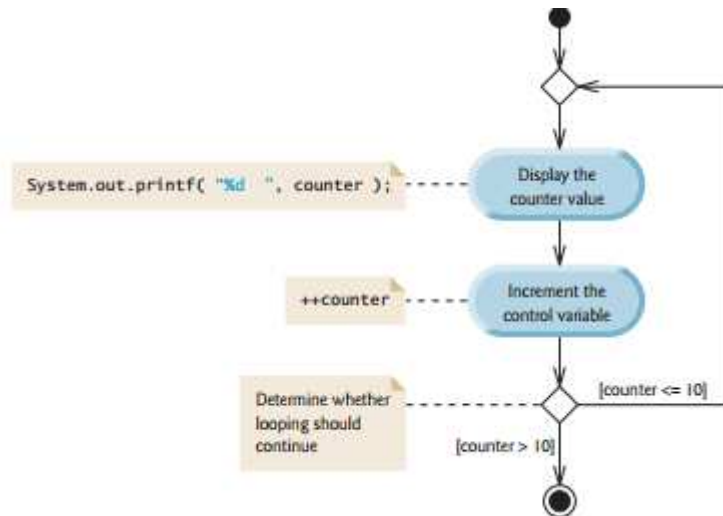 System.out.printf( "%d  ", counter );
Display the
counter value
++counter
Increment the
control variable
Determine whether
looping should
continue
[counter <= 10]
[counter > 10]